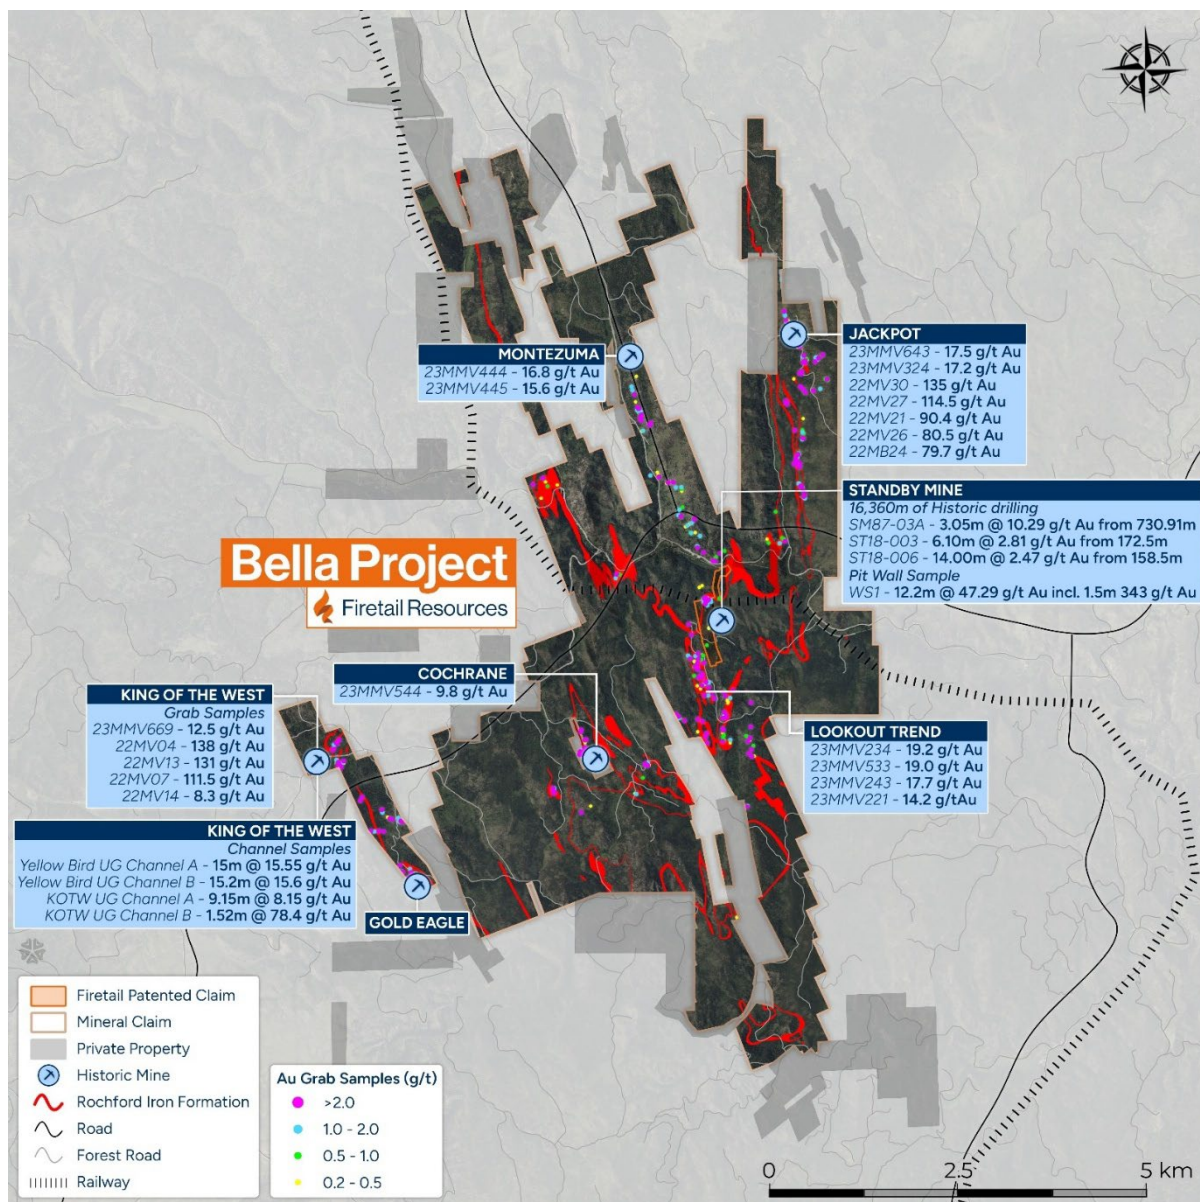 MONTEZUMA
23MMV444 - 16.8 g/t Au
23MMV445 - 15.6 g/t Au
JACKPOT
23MMV643 - 17.5 g/t Au
23MMV324 - 17.2 g/t Au
22MV30 - 135 g/t Au
22MV27 - 114.5 g/t Au
22MV21 - 90.4 g/t Au
22MV26 - 80.5 g/t Au
22MB24 - 79.7 g/t Au
STANDBY MINE
16,360m of Historic drilling
SM87-03A - 3.05m @ 10.29 g/t Au from 730.91m
ST18-003 - 6.10m @ 2.81 g/t Au from 172.5m
ST18-006 - 14.00m @ 2.47 g/t Au from 158.5m
Pit Wall Sample
WS1 - 12.2m @ 47.29 g/t Au incl. 1.5m 343 g/t Au
Bella Project
Firetail Resources
COCHRANE
23MMV544 - 9.8 g/t Au
KING OF THE WEST
Grab Samples
23MMV669 - 12.5 g/t Au
22MV04 - 138 g/t Au
22MV13 - 131 g/t Au
22MV07 - 111.5 g/t Au
22MV14 - 8.3 g/t Au
LOOKOUT TREND
23MMV234 - 19.2 g/t Au
23MMV533 - 19.0 g/t Au
23MMV243 - 17.7 g/t Au
23MMV221 - 14.2 g/tAu
KING OF THE WEST
Channel Samples
Yellow Bird UG Channel A - 15m @ 15.55 g/t Au
Yellow Bird UG Channel B - 15.2m @ 15.6 g/t Au
KOTW UG Channel A - 9.15m @ 8.15 g/t Au
KOTW UG Channel B - 1.52m @ 78.4 g/t Au
GOLD EAGLE
Firetail Patented Claim
Mineral Claim
Private Property
Historic Mine
Rochford Iron Formation
Road
Forest Road
Railway
Au Grab Samples (g/t)
>2.0
1.0 - 2.0
0.5 - 1.0
0.2 - 0.5
0 2.5 5 km